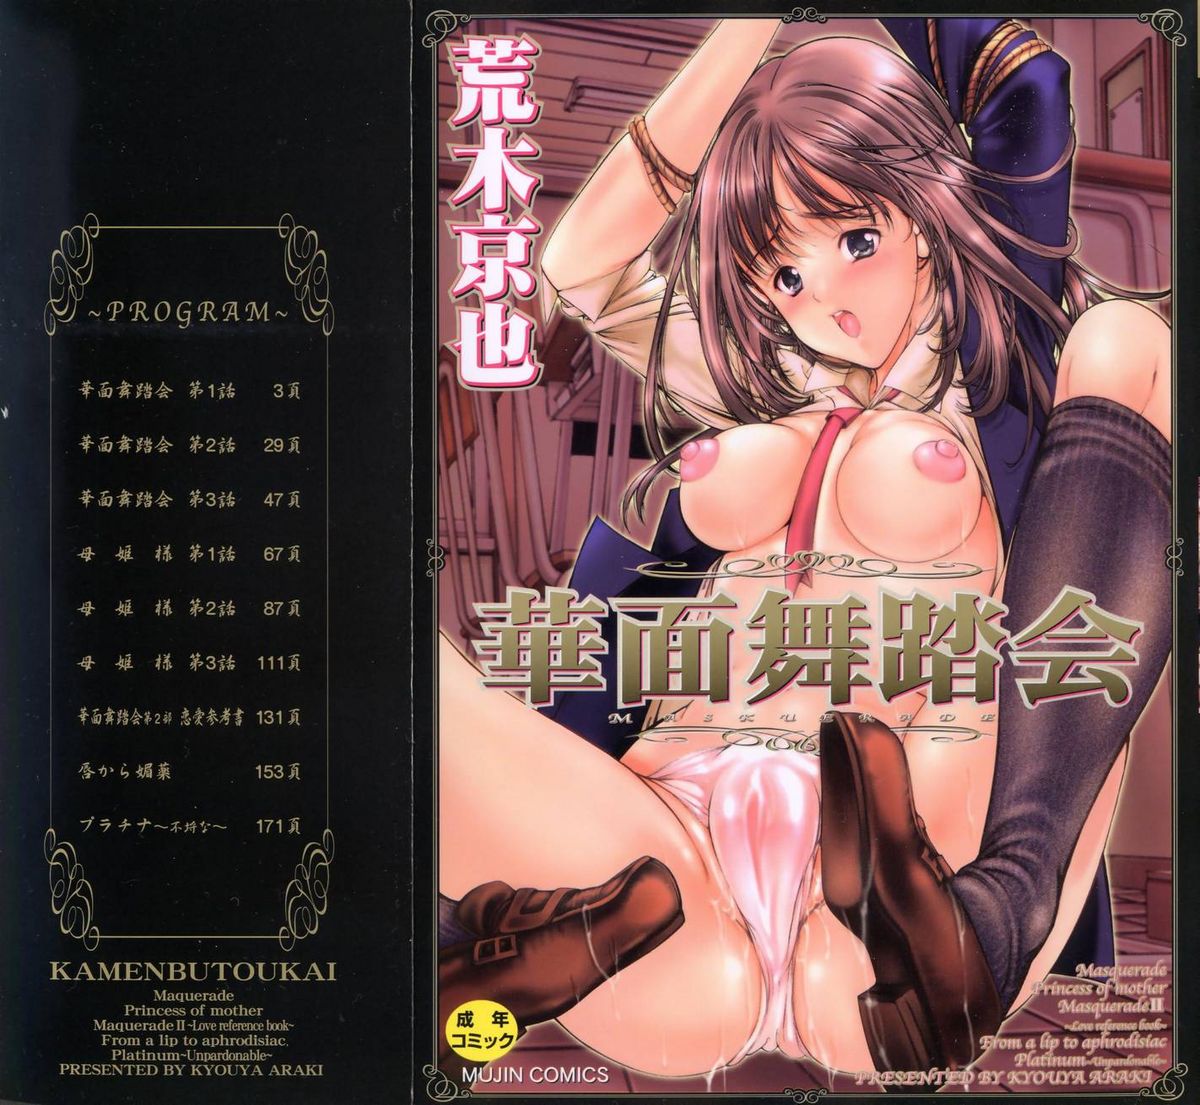 ~PROGRAM~
華面舞踏会 第1話 3頁
華面舞踏会 第2話 29頁
華面舞踏会 第3話 47頁
母姫様 第1話 67頁
母姫様 第2話 87頁
母姫様 第3話 111頁
華面舞踏会第2部 恋愛参考書 131頁
唇から媚薬 153頁
プラチナ~不埒な~ 171頁
KAMENBUTOUKAI
Maquerade
Princess of mother
MaqueradeⅡ~Love reference book~
From a lip to aphrodisiac.
Platinum~Unpardonable~
PRESENTED BY KYOUYA ARAKI
荒木京也
華面舞踏会
MASKUERADE
成年
コミック
MUJIN COMICS
Masquerade
Princess of mother
MasqueradeⅡ
~Love reference book~
From a lip to aphrodisiac
Platinum~Unpardonable~
PRESENTED BY KYOUYA ARAKI